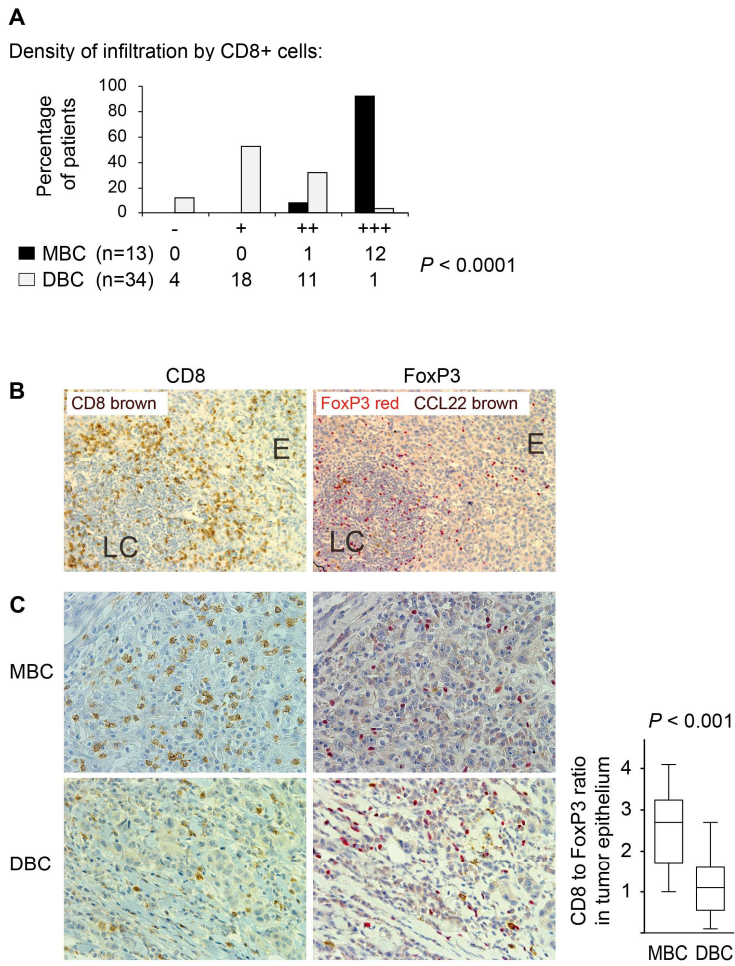 A
Density of infiltration by CD8+ cells:
Percentage
of patients
100
80
60
40
20
0
- + ++ +++
MBC (n=13) 0 0 1 12
DBC (n=34) 4 18 11 1
P < 0.0001
CD8 FoxP3
B
CD8 brown
FoxP3 red CCL22 brown
E
E
LC
LC
C
MBC
DBC
P < 0.001
CD8 to FoxP3 ratio
in tumor epithelium
4
3
2
1
MBC DBC